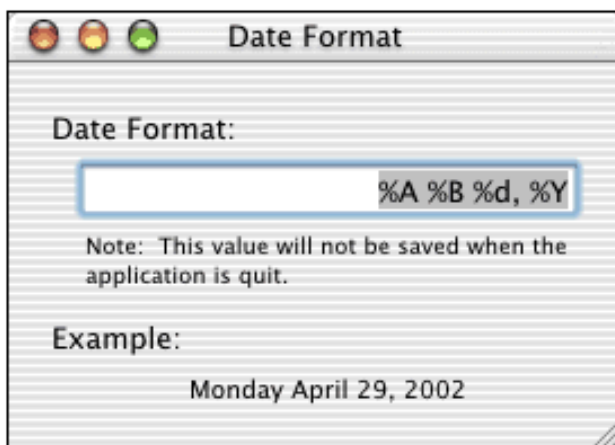 Date Format
Date Format:
%A %B %d, %Y
Note:  This value will not be saved when the
application is quit.
Example:
Monday April 29, 2002